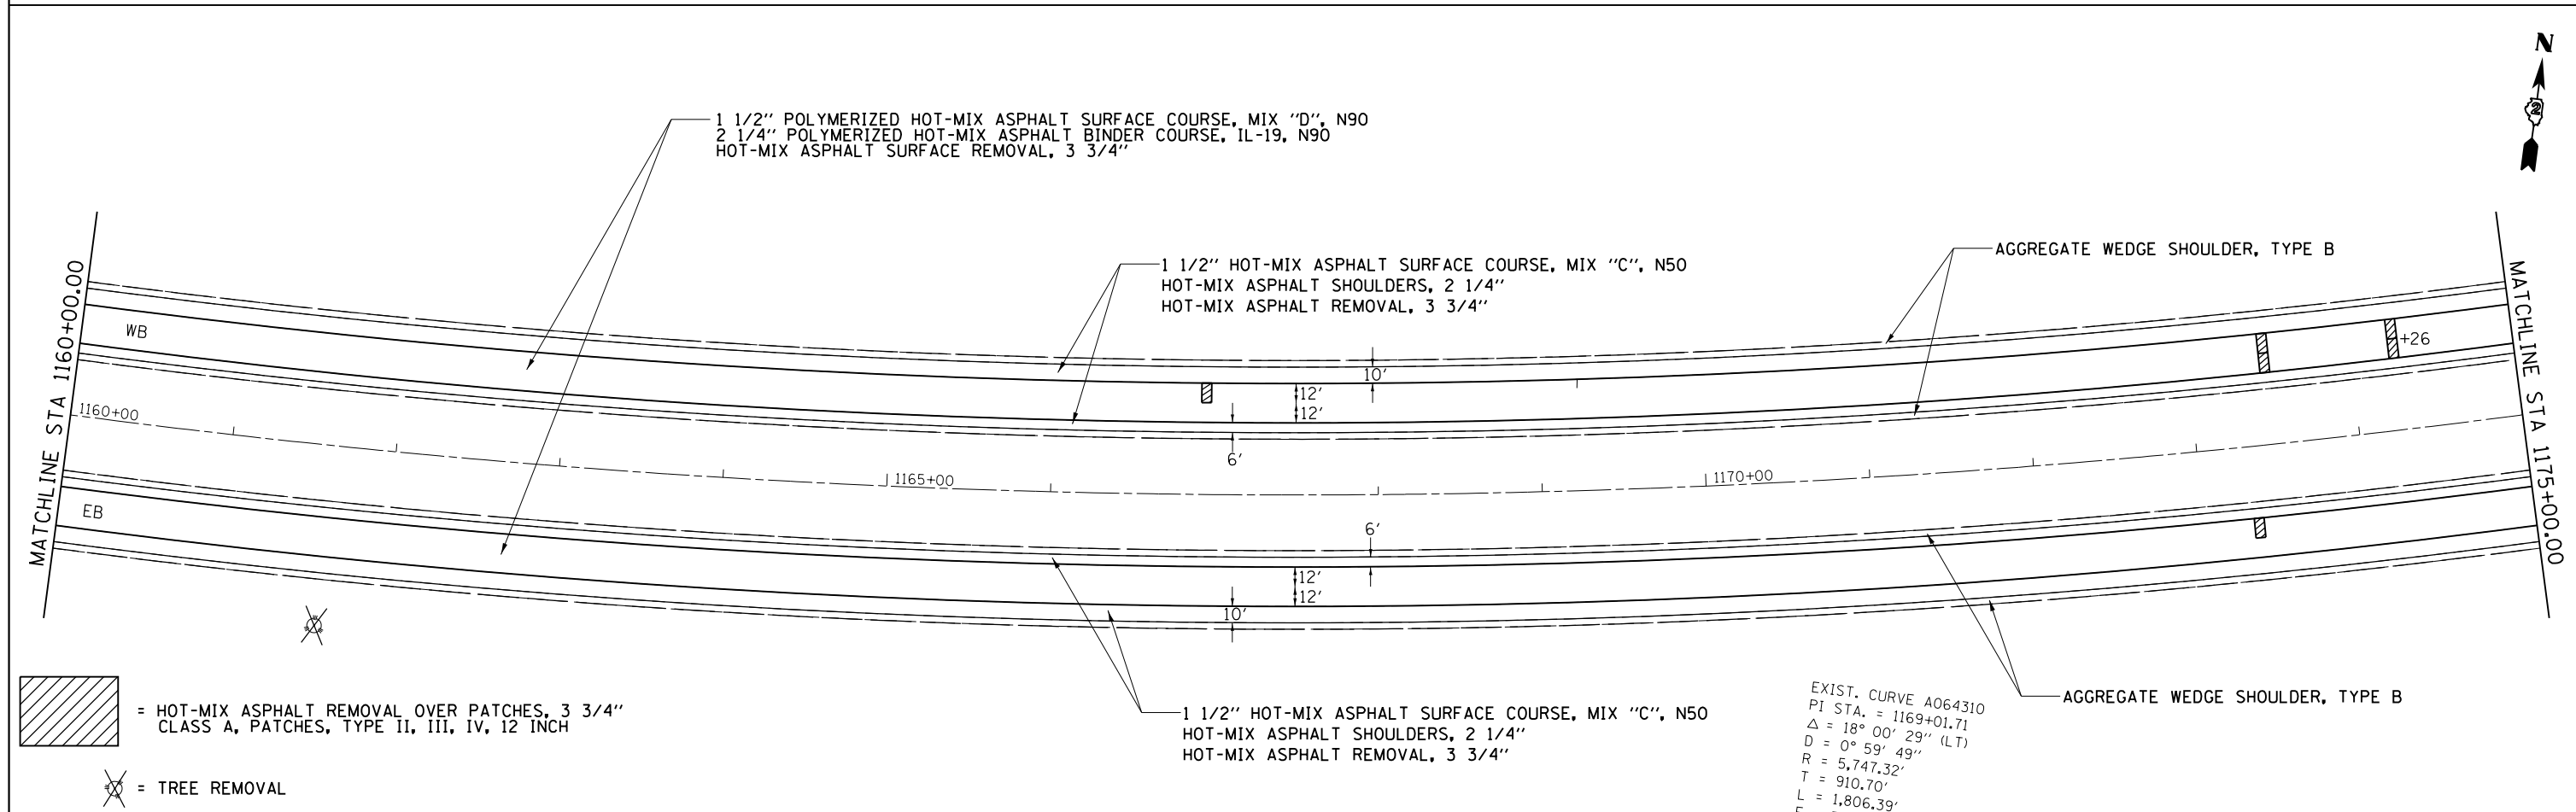 N
2
1 1/2" POLYMERIZED HOT-MIX ASPHALT SURFACE COURSE, MIX "D", N90
2 1/4" POLYMERIZED HOT-MIX ASPHALT BINDER COURSE, IL-19, N90
HOT-MIX ASPHALT SURFACE REMOVAL, 3 3/4"
1 1/2" HOT-MIX ASPHALT SURFACE COURSE, MIX "C", N50
HOT-MIX ASPHALT SHOULDERS, 2 1/4"
HOT-MIX ASPHALT REMOVAL, 3 3/4"
AGGREGATE WEDGE SHOULDER, TYPE B
MATCHLINE STA 1160+00.00
MATCHLINE STA 1175+00.00
WB
+26
10'
12'
12'
6'
1160+00
1165+00
1170+00
EB
6'
12'
12'
10'
AGGREGATE WEDGE SHOULDER, TYPE B
1 1/2" HOT-MIX ASPHALT SURFACE COURSE, MIX "C", N50
HOT-MIX ASPHALT SHOULDERS, 2 1/4"
HOT-MIX ASPHALT REMOVAL, 3 3/4"
= HOT-MIX ASPHALT REMOVAL OVER PATCHES, 3 3/4"
CLASS A, PATCHES, TYPE II, III, IV, 12 INCH
= TREE REMOVAL
EXIST. CURVE A064310
PI STA. = 1169+01.71
△ = 18° 00' 29" (LT)
D = 0° 59' 49"
R = 5,747.32'
T = 910.70'
L = 1,806.39'